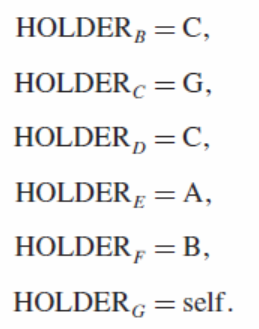 HOLDER_B = C,
HOLDER_C = G,
HOLDER_D = C,
HOLDER_E = A,
HOLDER_F = B,
HOLDER_G = self.